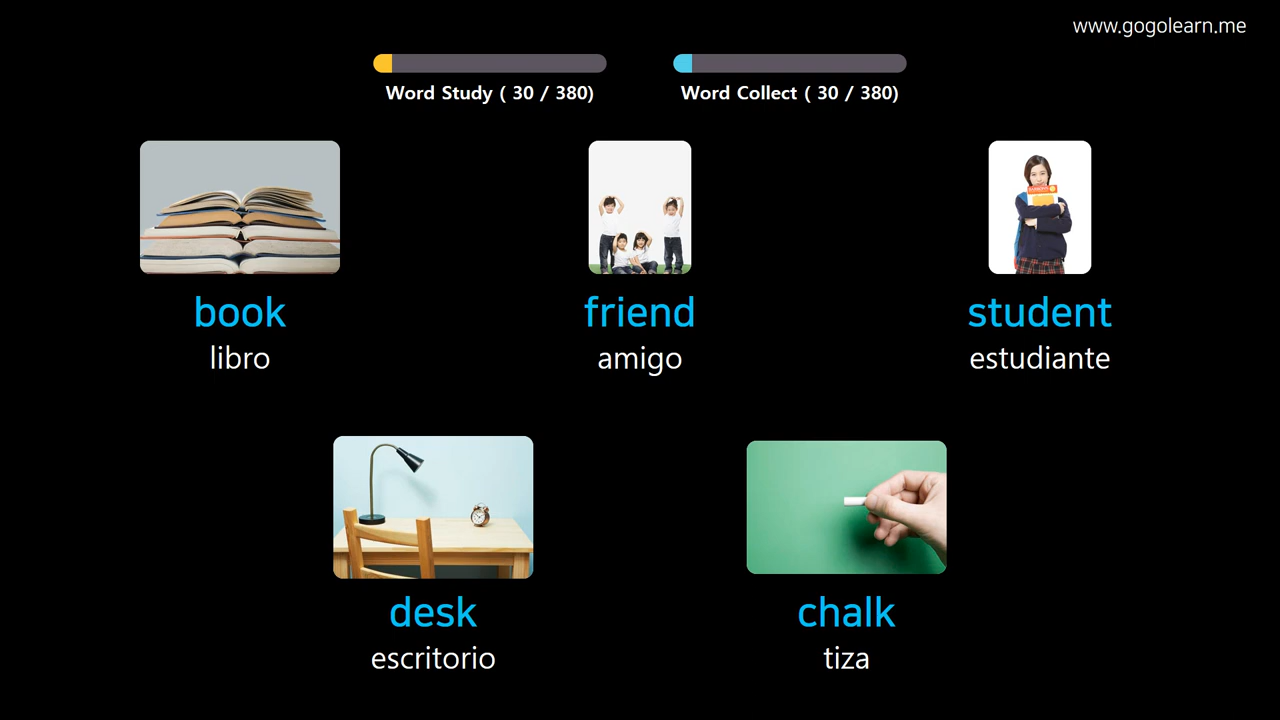 www.gogolearn.me
Word Study ( 30 / 380)
Word Collect ( 30 / 380)
book
libro
friend
amigo
student
estudiante
desk
escritorio
chalk
tiza